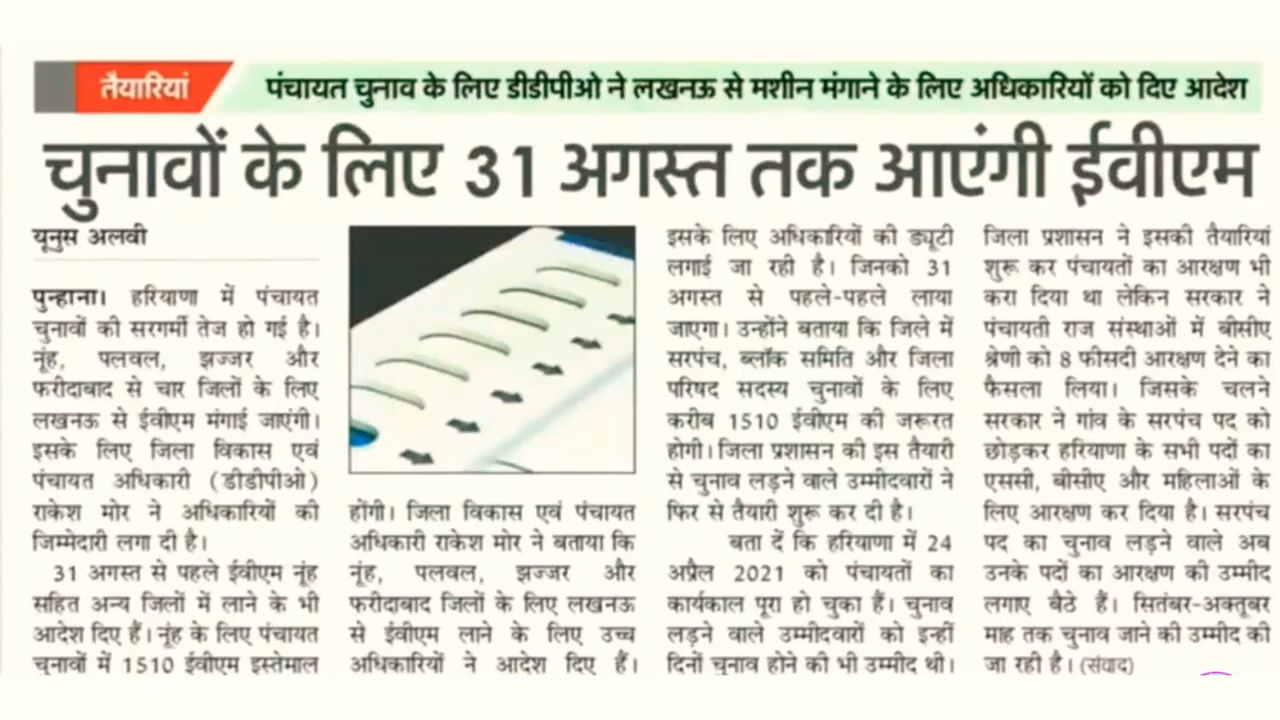 तैयारियां
पंचायत चुनाव के लिए डीडीपीओ ने लखनऊ से मशीन मंगाने के लिए अधिकारियों को दिए आदेश
चुनावों के लिए 31 अगस्त तक आएंगी ईवीएम
यूनुस अलवी
पुन्हाना। हरियाणा में पंचायत
चुनावों की सरगर्मी तेज हो गई है।
नूंह, पलवल, झज्जर और
फरीदाबाद से चार जिलों के लिए
लखनऊ से ईवीएम मंगाई जाएंगी।
इसके लिए जिला विकास एवं
पंचायत अधिकारी (डीडीपीओ)
राकेश मोर ने अधिकारियों की
जिम्मेदारी लगा दी है।
31 अगस्त से पहले ईवीएम नूंह
सहित अन्य जिलों में लाने के भी
आदेश दिए हैं। नूंह के लिए पंचायत
चुनावों में 1510 ईवीएम इस्तेमाल
होंगी। जिला विकास एवं पंचायत
अधिकारी राकेश मोर ने बताया कि
नूंह, पलवल, झज्जर और
फरीदाबाद जिलों के लिए लखनऊ
से ईवीएम लाने के लिए उच्च
अधिकारियों ने आदेश दिए हैं।
इसके लिए अधिकारियों की ड्यूटी
लगाई जा रही है। जिनको 31
अगस्त से पहले-पहले लाया
जाएगा। उन्होंने बताया कि जिले में
सरपंच, ब्लॉक समिति और जिला
परिषद सदस्य चुनावों के लिए
करीब 1510 ईवीएम की जरूरत
होगी। जिला प्रशासन की इस तैयारी
से चुनाव लड़ने वाले उम्मीदवारों ने
फिर से तैयारी शुरू कर दी है।
बता दें कि हरियाणा में 24
अप्रैल 2021 को पंचायतों का
कार्यकाल पूरा हो चुका हैं। चुनाव
लड़ने वाले उम्मीदवारों को इन्हीं
दिनों चुनाव होने की भी उम्मीद थी।
जिला प्रशासन ने इसकी तैयारियां
शुरू कर पंचायतों का आरक्षण भी
करा दिया था लेकिन सरकार ने
पंचायती राज संस्थाओं में बीसीए
श्रेणी को 8 फीसदी आरक्षण देने का
फैसला लिया। जिसके चलने
सरकार ने गांव के सरपंच पद को
छोड़कर हरियाणा के सभी पदों का
एससी, बीसीए और महिलाओं के
लिए आरक्षण कर दिया है। सरपंच
पद का चुनाव लड़ने वाले अब
उनके पदों का आरक्षण की उम्मीद
लगाए बैठे हैं। सितंबर-अक्तूबर
माह तक चुनाव जाने की उम्मीद की
जा रही है। (संवाद)